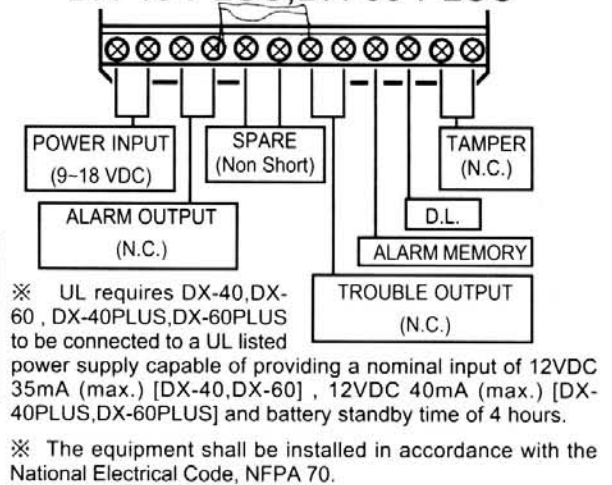 POWER INPUT
(9~18 VDC)
SPARE
(Non Short)
TAMPER
(N.C.)
ALARM OUTPUT
(N.C.)
D.L.
ALARM MEMORY
TROUBLE OUTPUT
(N.C.)
※ UL requires DX-40,DX-
60 , DX-40PLUS,DX-60PLUS
to be connected to a UL listed
power supply capable of providing a nominal input of 12VDC
35mA (max.) [DX-40,DX-60] , 12VDC 40mA (max.) [DX-
40PLUS,DX-60PLUS] and battery standby time of 4 hours.
※ The equipment shall be installed in accordance with the
National Electrical Code, NFPA 70.